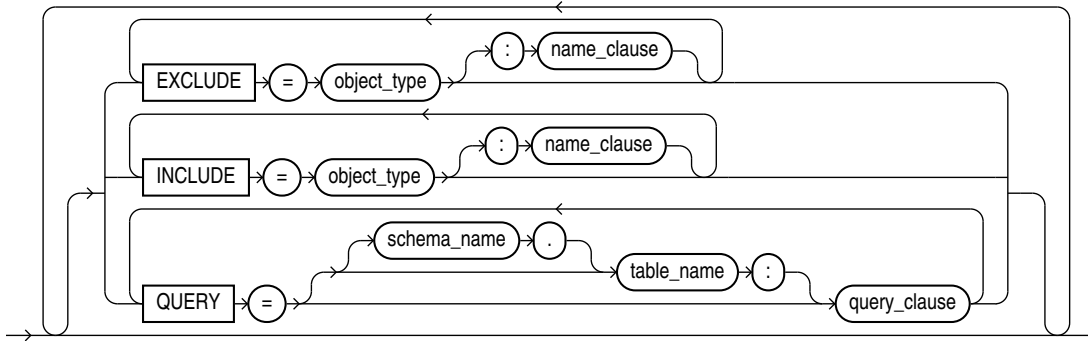 : name_clause
EXCLUDE = object_type
: name_clause
INCLUDE = object_type
schema_name .
table_name :
QUERY = query_clause